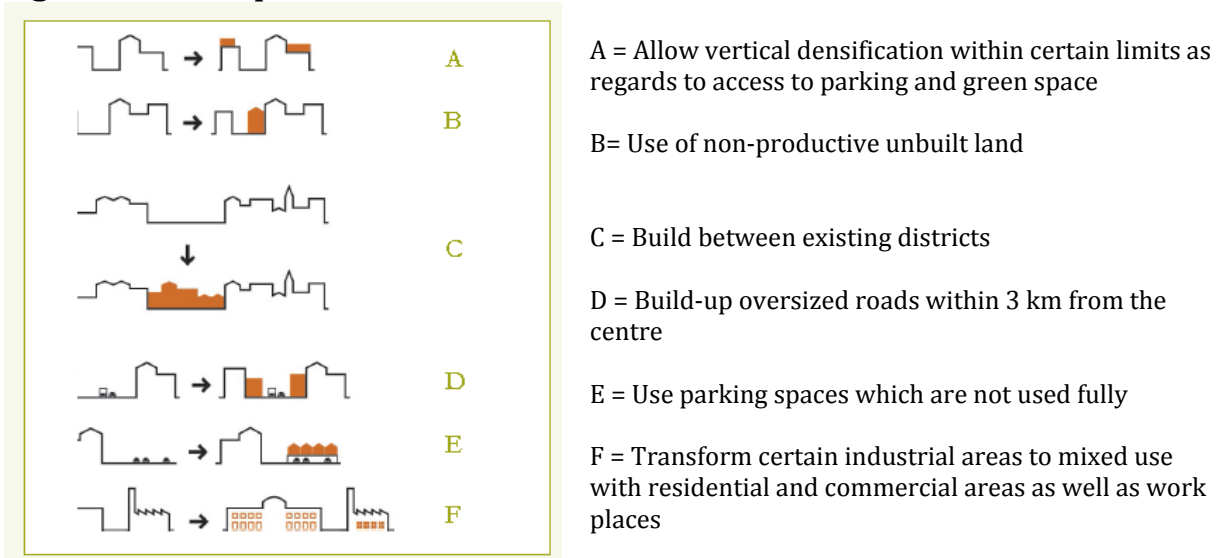 A
B
C
D
E
F
A = Allow vertical densification within certain limits as
regards to access to parking and green space
B= Use of non-productive unbuilt land
C = Build between existing districts
D = Build-up oversized roads within 3 km from the
centre
E = Use parking spaces which are not used fully
F = Transform certain industrial areas to mixed use
with residential and commercial areas as well as work
places